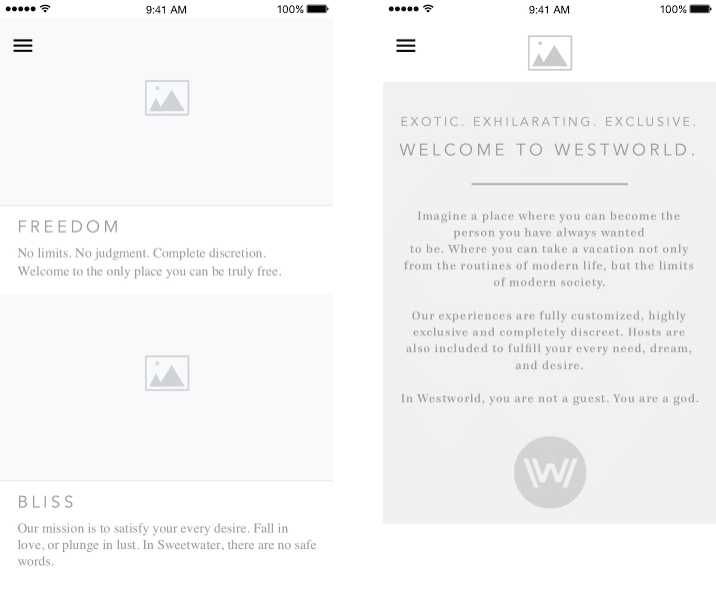 9:41 AM
100%
FREEDOM
No limits. No judgment. Complete discretion.
Welcome to the only place you can be truly free.
BLISS
Our mission is to satisfy your every desire. Fall in
love, or plunge in lust. In Sweetwater, there are no safe
words.
9:41 AM
100%
EXOTIC. EXHILARATING. EXCLUSIVE.
WELCOME TO WESTWORLD.
Imagine a place where you can become the
person you have always wanted
to be. Where you can take a vacation not only
from the routines of modern life, but the limits
of modern society.
Our experiences are fully customized, highly
exclusive and completely discreet. Hosts are
also included to fulfill your every need, dream,
and desire.
In Westworld, you are not a guest. You are a god.
W